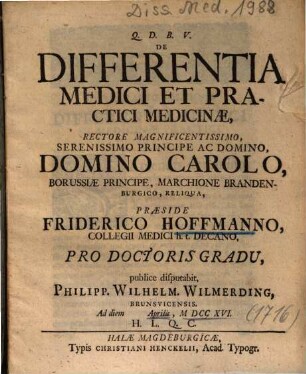 Diss. Med. 1988
Q. D. B. V.
DE
DIFFERENTIA
MEDICI ET PRA-
CTICI MEDICINÆ,
RECTORE MAGNIFICENTISSIMO,
SERENISSIMO PRINCIPE AC DOMINO,
DOMINO CAROLO,
BORUSSIÆ PRINCIPE, MARCHIONE BRANDEN-
BURGICO, RELIQUA,
PRÆSIDE
FRIDERICO HOFFMANNO,
COLLEGII MEDICI h. t. DECANO,
PRO DOCTORIS GRADU,
publice disputabit,
PHILIPP. WILHELM. WILMERDING,
BRUNSVICENSIS.
Ad diem Aprilis, M DCC XVI.
(1716)
H. L. Q. C.
HALÆ MAGDEBURGICÆ,
Typis CHRISTIANI HENCKELII, Acad. Typogr.